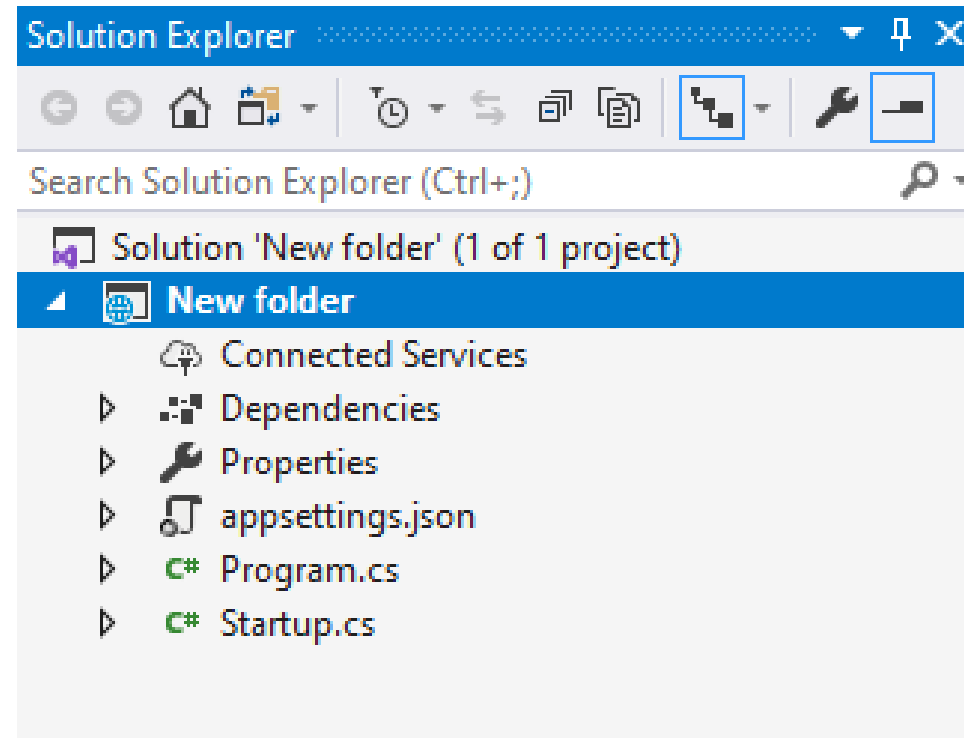 Solution Explorer
Search Solution Explorer (Ctrl+;)
Solution 'New folder' (1 of 1 project)
New folder
Connected Services
Dependencies
Properties
appsettings.json
C# Program.cs
C# Startup.cs